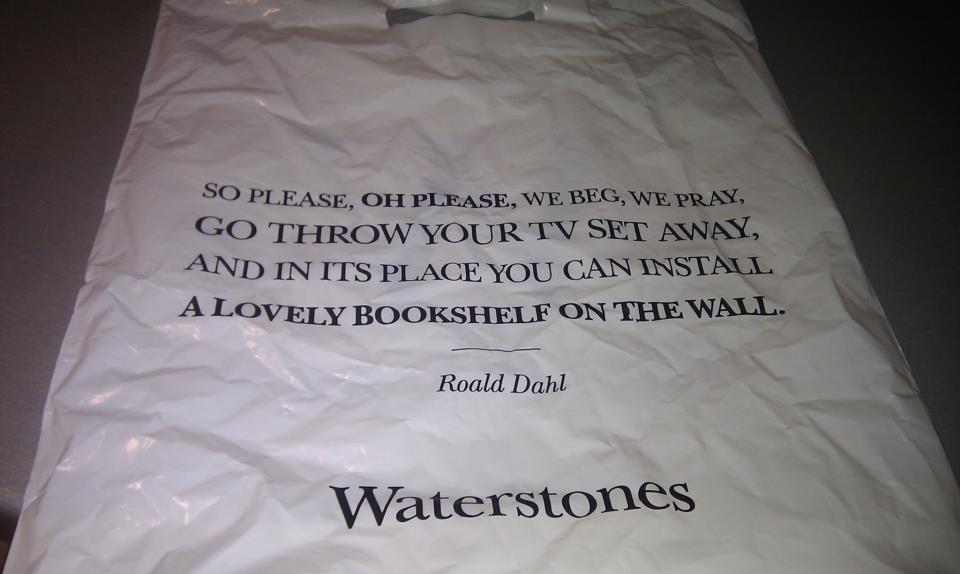 SO PLEASE, OH PLEASE, WE BEG, WE PRAY,
GO THROW YOUR TV SET AWAY,
AND IN ITS PLACE YOU CAN INSTALL
A LOVELY BOOKSHELF ON THE WALL.
Roald Dahl
Waterstones